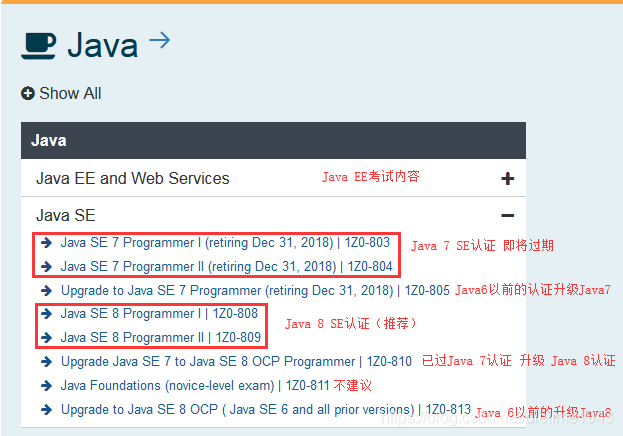 Java
Show All
Java
Java EE and Web Services Java EE考试内容
Java SE
Java SE 7 Programmer I (retiring Dec 31, 2018) | 1Z0-803
Java 7 SE认证 即将过期
Java SE 7 Programmer II (retiring Dec 31, 2018) | 1Z0-804
Upgrade to Java SE 7 Programmer (retiring Dec 31, 2018) | 1Z0-805 Java6以前的认证升级Java7
Java SE 8 Programmer I | 1Z0-808
Java 8 SE认证（推荐）
Java SE 8 Programmer II | 1Z0-809
Upgrade Java SE 7 to Java SE 8 OCP Programmer | 1Z0-810 已过Java 7认证 升级 Java 8认证
Java Foundations (novice-level exam) | 1Z0-811 不建议
Upgrade to Java SE 8 OCP ( Java SE 6 and all prior versions) | 1Z0-813 Java 6以前的升级Java8